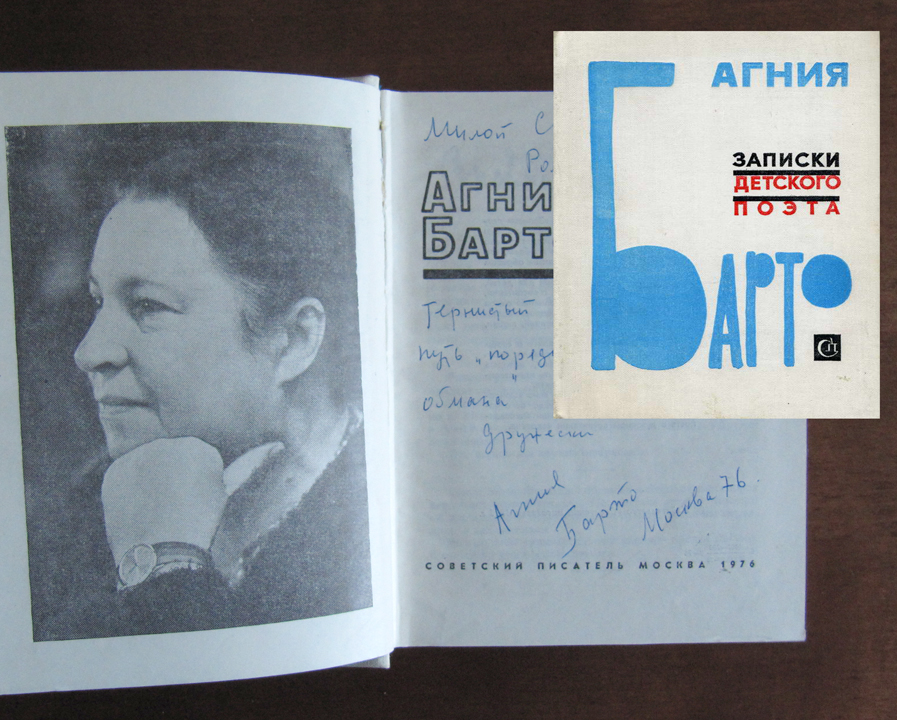 Милой С
Ро
АГНИ
БАРТ
Тернистый
путь „поряд
обмана"
дружески
Агния
Барто
Москва 76.
СОВЕТСКИЙ ПИСАТЕЛЬ МОСКВА 1976
АГНИЯ
ЗАПИСКИ
ДЕТСКОГО
ПОЭТА
БАРТО